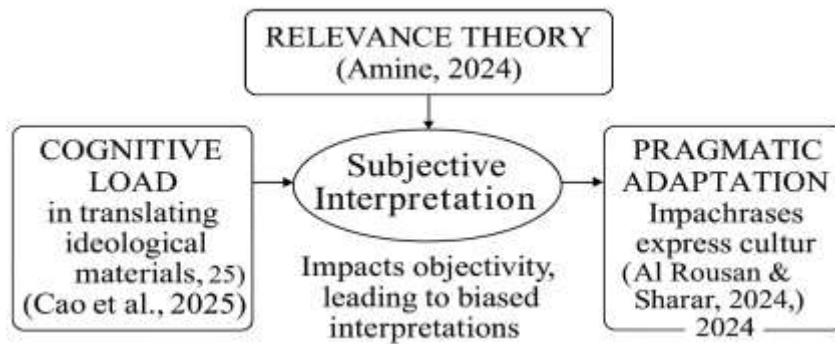 RELEVANCE THEORY
(Amine, 2024)
COGNITIVE
LOAD
in translating
ideological
materials, 25)
(Cao et al., 2025)
Subjective
Interpretation
Impacts objectivity,
leading to biased
interpretations
PRAGMATIC
ADAPTATION
Impachrases
express cultur
(Al Rousan &
Sharar, 2024,)
2024